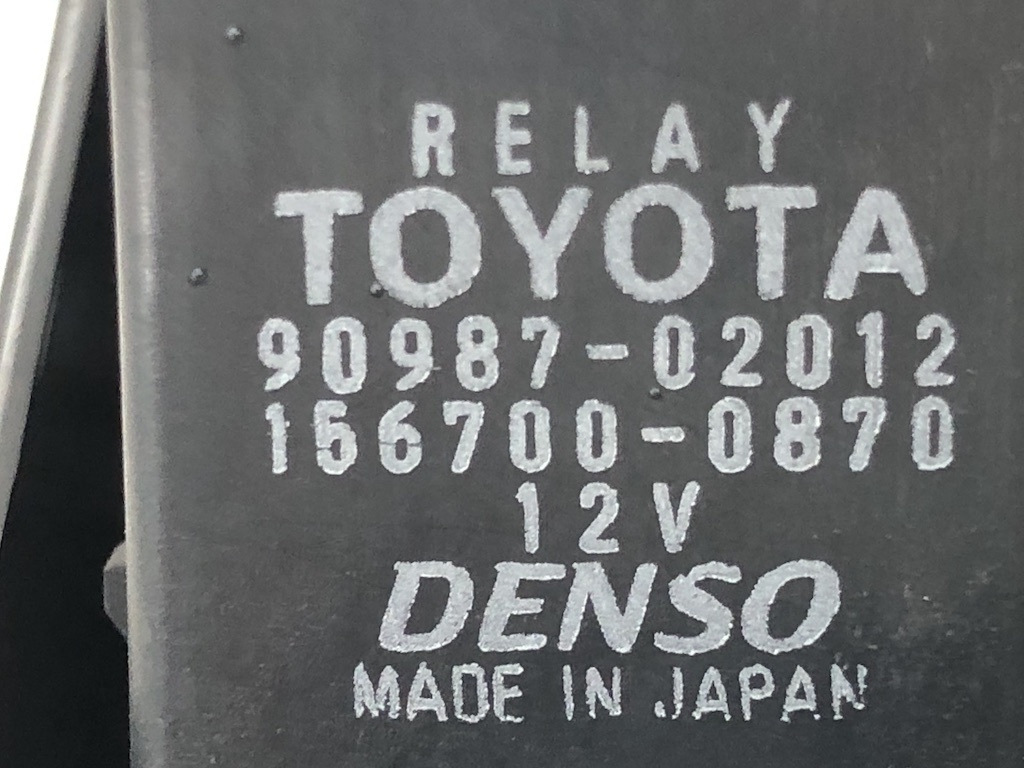 RELAY
TOYOTA
90987-02012
156700-0870
12V
DENSO
MADE IN JAPAN